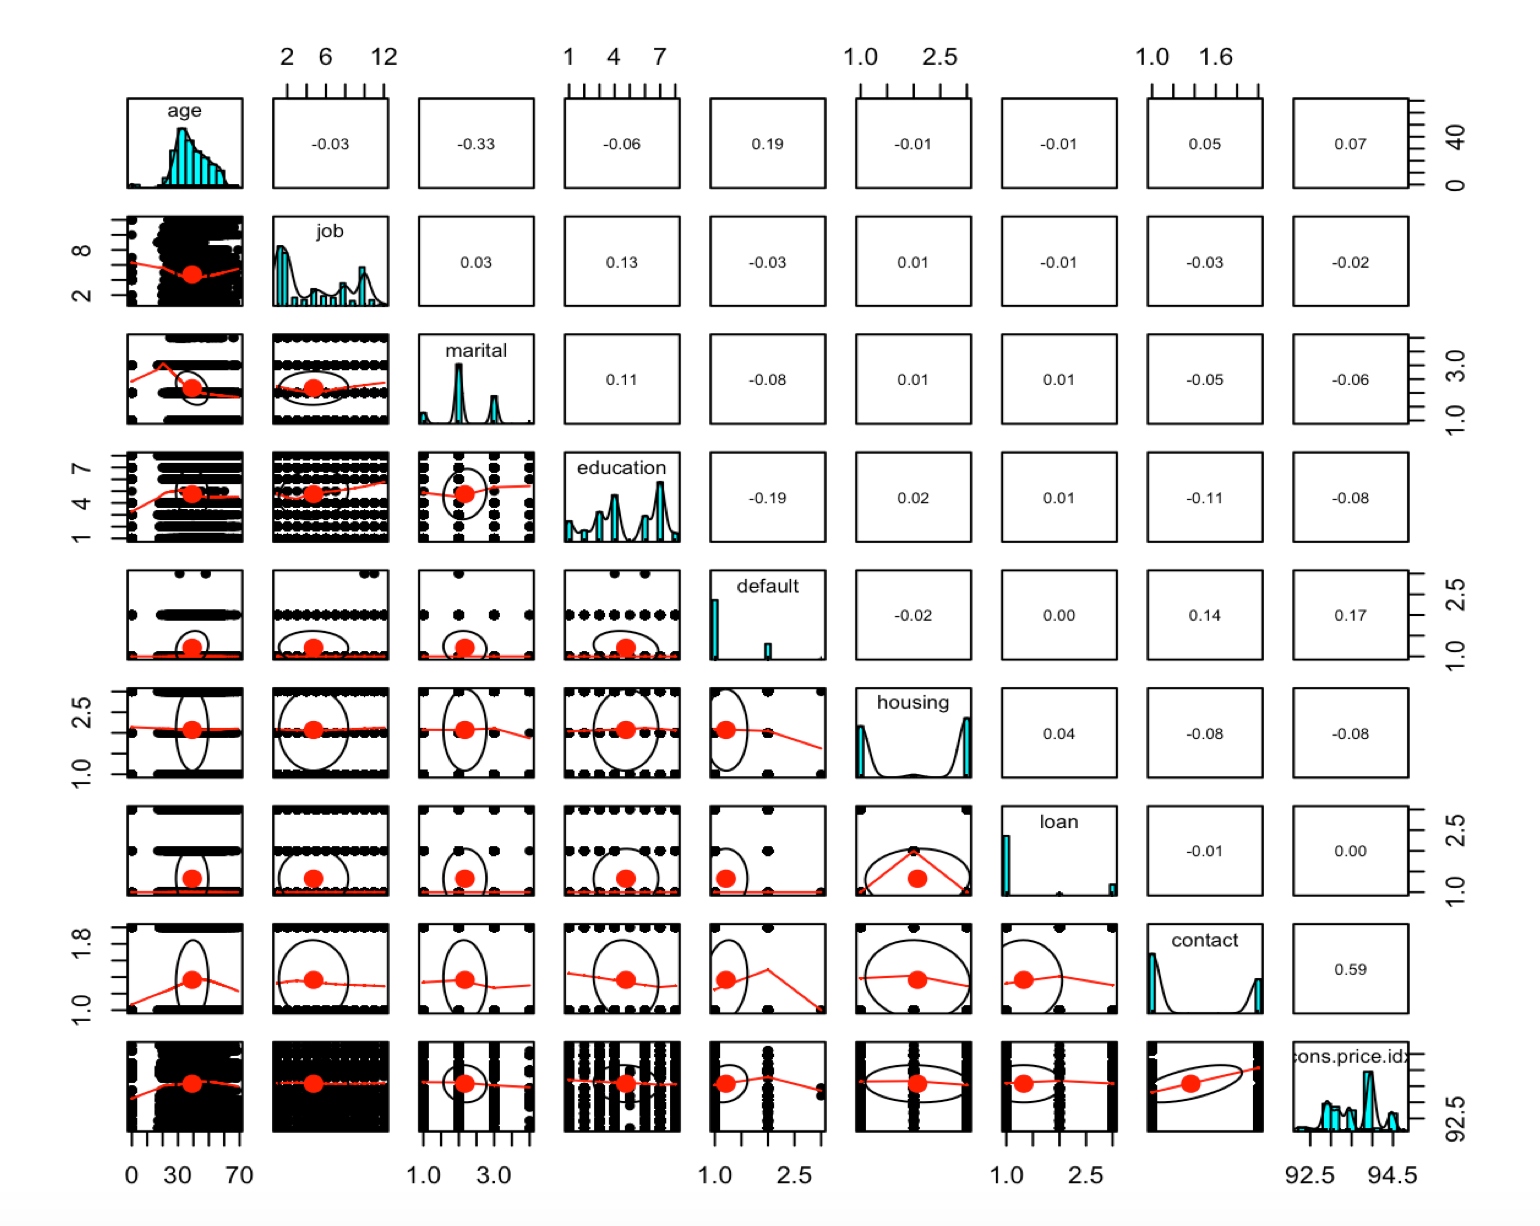 2 6 12 1 4 7 1.0 2.5 1.0 1.6
age -0.03 -0.33 -0.06 0.19 -0.01 -0.01 0.05 0.07 0 40
2 8 job 0.03 0.13 -0.03 0.01 -0.01 -0.03 -0.02
marital 0.11 -0.08 0.01 0.01 -0.05 -0.06 1.0 3.0
1 4 7 education -0.19 0.02 0.01 -0.11 -0.08
default -0.02 0.00 0.14 0.17 1.0 2.5
1.0 2.5 housing 0.04 -0.08 -0.08
loan -0.01 0.00 1.0 2.5
1.0 1.8 contact 0.59
cons.price.idx 92.5
0 30 70 1.0 3.0 1.0 2.5 1.0 2.5 92.5 94.5